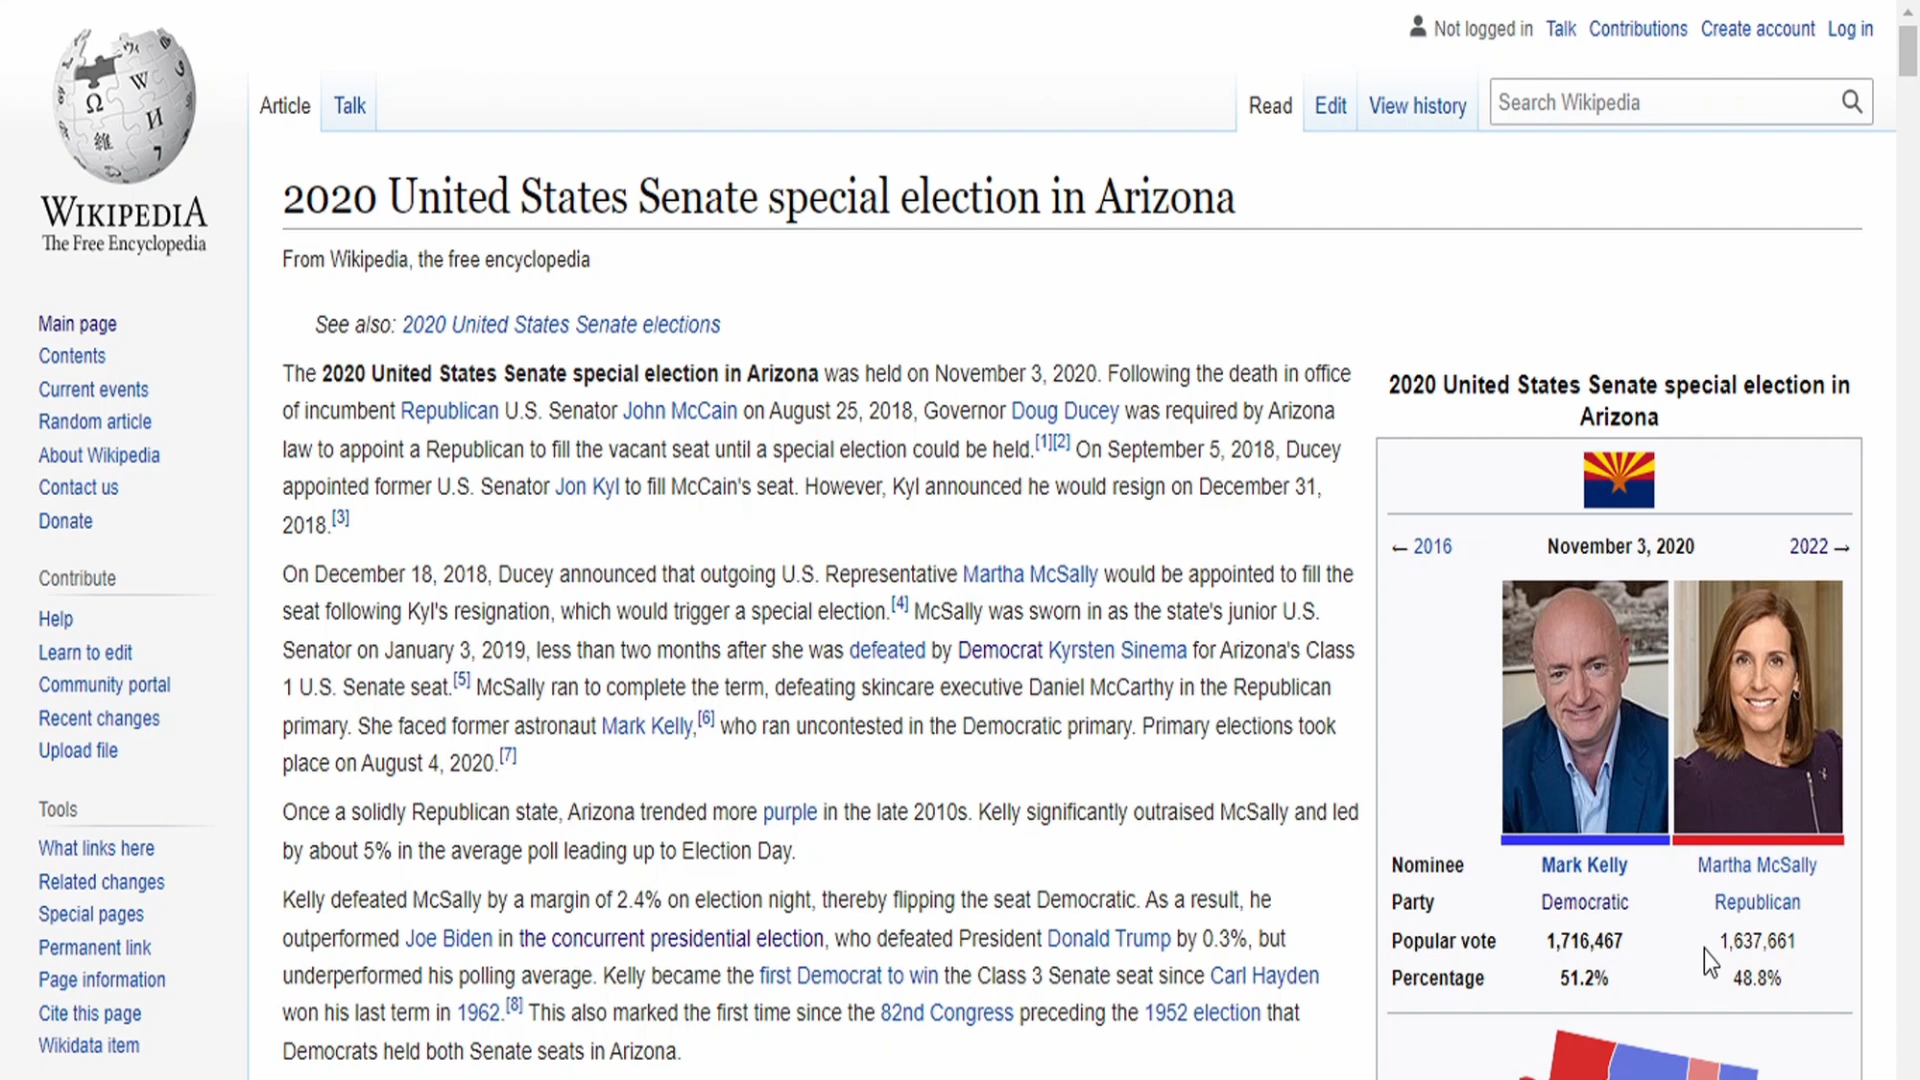 Not logged in Talk Contributions Create account Log in
Article Talk Read Edit View history Search Wikipedia
WIKIPEDIA
The Free Encyclopedia
Main page
Contents
Current events
Random article
About Wikipedia
Contact us
Donate
Contribute
Help
Learn to edit
Community portal
Recent changes
Upload file
Tools
What links here
Related changes
Special pages
Permanent link
Page information
Cite this page
Wikidata item
2020 United States Senate special election in Arizona
From Wikipedia, the free encyclopedia
See also: 2020 United States Senate elections
The 2020 United States Senate special election in Arizona was held on November 3, 2020. Following the death in office
of incumbent Republican U.S. Senator John McCain on August 25, 2018, Governor Doug Ducey was required by Arizona
law to appoint a Republican to fill the vacant seat until a special election could be held.[1][2] On September 5, 2018, Ducey
appointed former U.S. Senator Jon Kyl to fill McCain's seat. However, Kyl announced he would resign on December 31,
2018.[3]
On December 18, 2018, Ducey announced that outgoing U.S. Representative Martha McSally would be appointed to fill the
seat following Kyl's resignation, which would trigger a special election.[4] McSally was sworn in as the state's junior U.S.
Senator on January 3, 2019, less than two months after she was defeated by Democrat Kyrsten Sinema for Arizona's Class
1 U.S. Senate seat.[5] McSally ran to complete the term, defeating skincare executive Daniel McCarthy in the Republican
primary. She faced former astronaut Mark Kelly,[6] who ran uncontested in the Democratic primary. Primary elections took
place on August 4, 2020.[7]
Once a solidly Republican state, Arizona trended more purple in the late 2010s. Kelly significantly outraised McSally and led
by about 5% in the average poll leading up to Election Day.
Kelly defeated McSally by a margin of 2.4% on election night, thereby flipping the seat Democratic. As a result, he
outperformed Joe Biden in the concurrent presidential election, who defeated President Donald Trump by 0.3%, but
underperformed his polling average. Kelly became the first Democrat to win the Class 3 Senate seat since Carl Hayden
won his last term in 1962.[8] This also marked the first time since the 82nd Congress preceding the 1952 election that
Democrats held both Senate seats in Arizona.
2020 United States Senate special election in
Arizona
← 2016 November 3, 2020 2022 →
Nominee Mark Kelly Martha McSally
Party Democratic Republican
Popular vote 1,716,467 1,637,661
Percentage 51.2% 48.8%